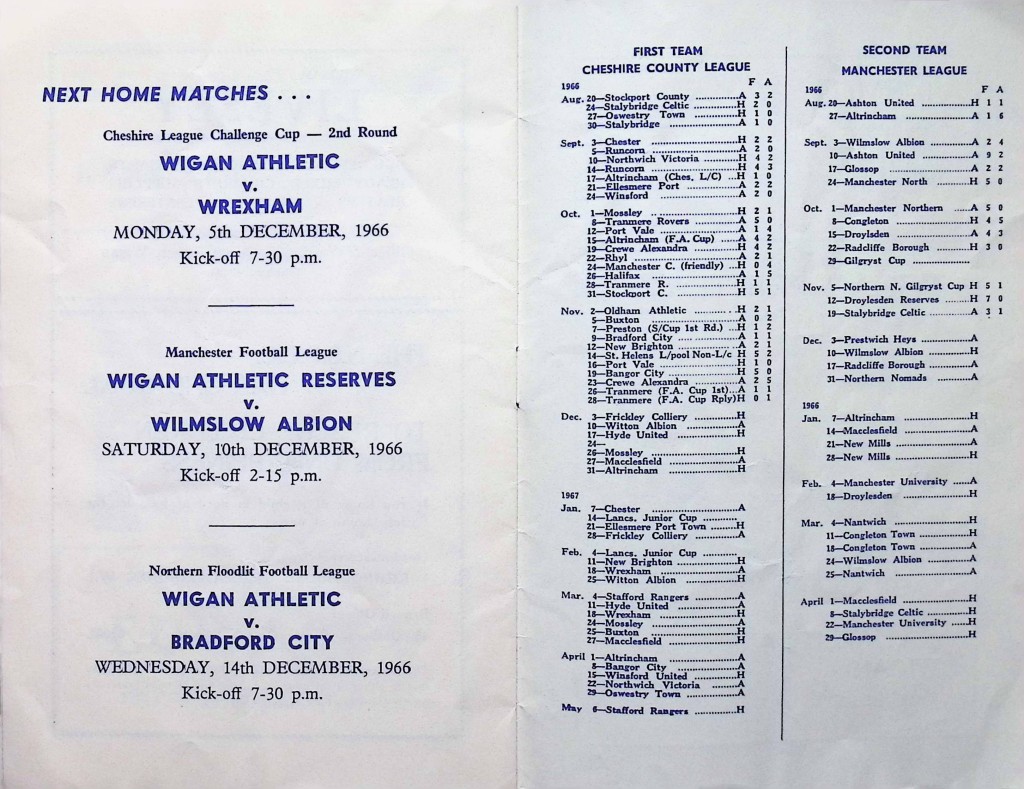 NEXT HOME MATCHES . . .
Cheshire League Challenge Cup — 2nd Round
WIGAN ATHLETIC
v.
WREXHAM
MONDAY, 5th DECEMBER, 1966
Kick-off 7-30 p.m.
Manchester Football League
WIGAN ATHLETIC RESERVES
v.
WILMSLOW ALBION
SATURDAY, 10th DECEMBER, 1966
Kick-off 2-15 p.m.
Northern Floodlit Football League
WIGAN ATHLETIC
v.
BRADFORD CITY
WEDNESDAY, 14th DECEMBER, 1966
Kick-off 7-30 p.m.
FIRST TEAM
CHESHIRE COUNTY LEAGUE
1966 F A
Aug. 20—Stockport County ..............A 3 2
24—Stalybridge Celtic ..............H 2 0
27—Oswestry Town ..............H 1 0
30—Stalybridge ..............A 1 0
Sept. 3—Chester ..............H 2 2
5—Runcorn ..............A 2 0
10—Northwich Victoria ........H 4 2
14—Runcorn ..............H 4 3
17—Altrincham (Ches. L/C) ...H 1 0
21—Ellesmere Port ..............A 2 2
24—Winsford ..............A 2 0
Oct. 1—Mossley ..............H 2 1
8—Tranmere Rovers ..............A 5 0
12—Port Vale ..............A 1 4
15—Altrincham (F.A. Cup) .....A 4 2
19—Crewe Alexandra ..............H 4 2
22—Rhyl ..............A 2 1
24—Manchester C. (friendly) ...H 0 4
26—Halifax ..............A 1 5
28—Tranmere R. ..............H 1 1
31—Stockport C. ..............H 5 1
Nov. 2—Oldham Athletic ..............H 2 1
5—Buxton ..............A 0 2
7—Preston (S/Cup 1st Rd.) ...H 1 2
9—Bradford City ..............A 1 1
12—New Brighton ..............A 2 1
14—St. Helens L/pool Non-L/c H 5 2
16—Port Vale ..............H 1 0
19—Bangor City ..............H 5 0
23—Crewe Alexandra ..............A 2 5
26—Tranmere (F.A. Cup 1st)...A 1 1
28—Tranmere (F.A. Cup Rply)H 0 1
Dec. 3—Frickley Colliery ..............H
10—Witton Albion ..............A
17—Hyde United ..............H
24—
26—Mossley ..............H
27—Macclesfield ..............A
31—Altrincham ..............H
1967
Jan. 7—Chester ..............A
14—Lancs. Junior Cup ...........
21—Ellesmere Port Town ........H
28—Frickley Colliery ..............A
Feb. 4—Lancs. Junior Cup ...........
11—New Brighton ..............H
18—Wrexham ..............A
25—Witton Albion ..............H
Mar. 4—Stafford Rangers ..............A
11—Hyde United ..............A
18—Wrexham ..............H
24—Mossley ..............A
25—Buxton ..............H
27—Macclesfield ..............H
April 1—Altrincham ..............A
8—Bangor City ..............A
15—Winsford United ..............H
22—Northwich Victoria .......A
29—Oswestry Town ..............A
May 6—Stafford Rangers ..............H
SECOND TEAM
MANCHESTER LEAGUE
1966 F A
Aug. 20—Ashton United ..............H 1 1
27—Altrincham ..............A 1 6
Sept. 3—Wilmslow Albion ..............A 2 4
10—Ashton United ..............A 9 2
17—Glossop ..............A 2 2
24—Manchester North ...........H 5 0
Oct. 1—Manchester Northern .....A 5 0
8—Congleton ..............H 4 5
15—Droylsden ..............A 4 3
22—Radcliffe Borough ...........H 3 0
29—Gilgryst Cup ..................
Nov. 5—Northern N. Gilgryst Cup H 5 1
12—Droylesden Reserves ........H 7 0
19—Stalybridge Celtic ...........A 3 1
Dec. 3—Prestwich Heys ..............A
10—Wilmslow Albion ..............H
17—Radcliffe Borough ...........A
31—Northern Nomads ...........A
1966
Jan. 7—Altrincham ..............H
14—Macclesfield ..............A
21—New Mills ..............A
28—New Mills ..............H
Feb. 4—Manchester University ......A
18—Droylesden ..............H
Mar. 4—Nantwich ..............H
11—Congleton Town ..............H
18—Congleton Town ..............A
24—Wilmslow Albion ..............A
25—Nantwich ..............A
April 1—Macclesfield ..............H
8—Stalybridge Celtic ...........H
22—Manchester University .....H
29—Glossop ..............H